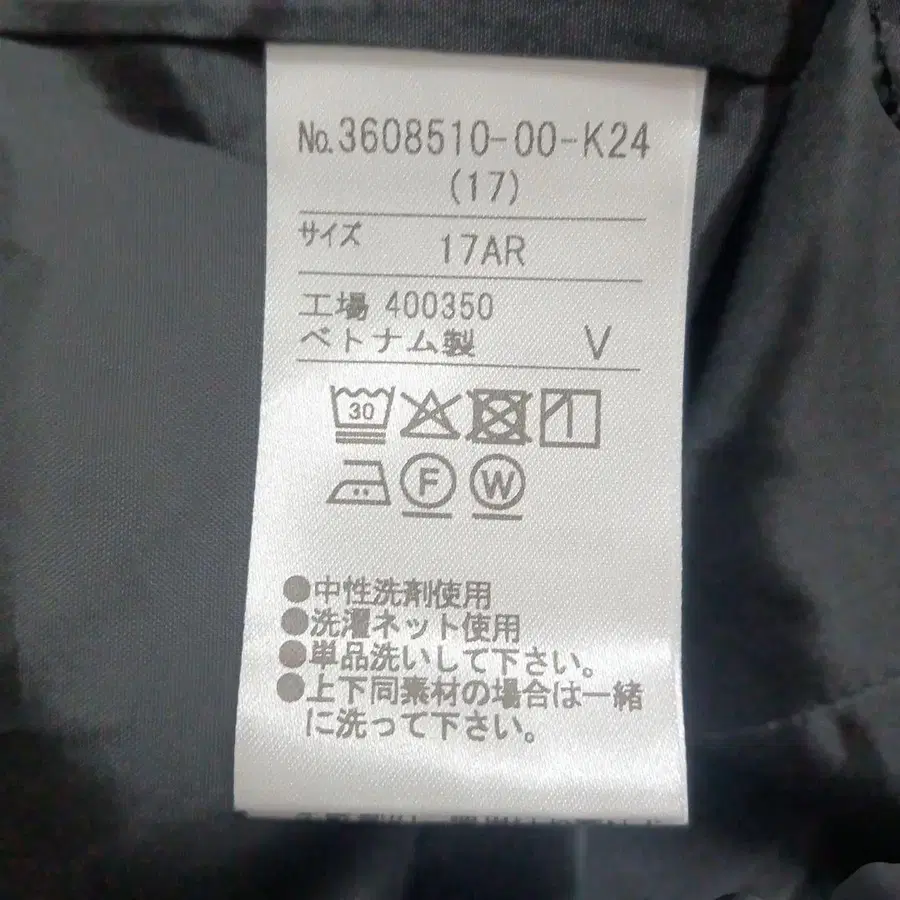 No.3608510-00-K24
(17)
サイズ 17AR
工場 400350
ベトナム製 V
30
F W
●中性洗剤使用
●洗濯ネット使用
●単品洗いして下さい。
●上下同素材の場合は一緒
に洗って下さい。